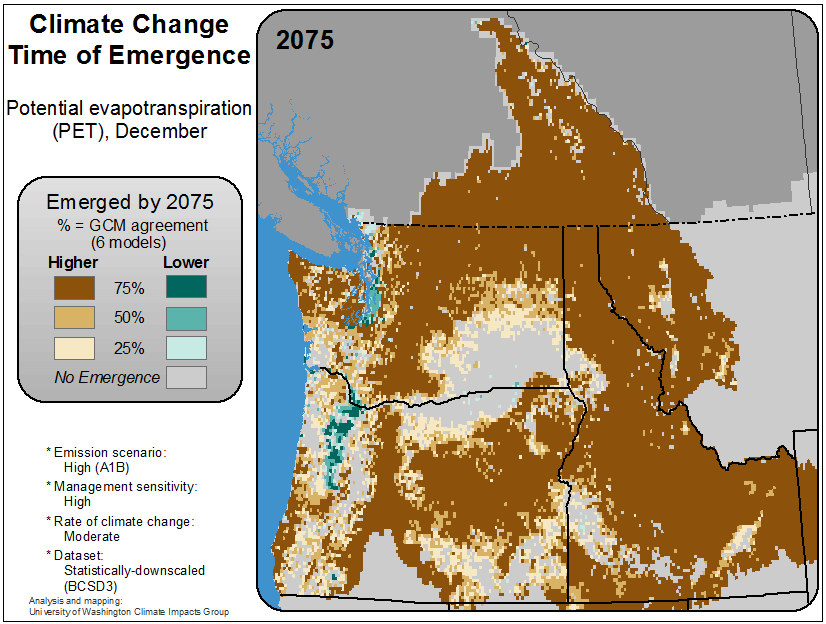 Climate Change
Time of Emergence
Potential evapotranspiration
(PET), December
2075
Emerged by 2075
% = GCM agreement
(6 models)
Higher Lower
75%
50%
25%
No Emergence
* Emission scenario:
High (A1B)
* Management sensitivity:
High
* Rate of climate change:
Moderate
* Dataset:
Statistically-downscaled
(BCSD3)
Analysis and mapping:
University of Washington Climate Impacts Group